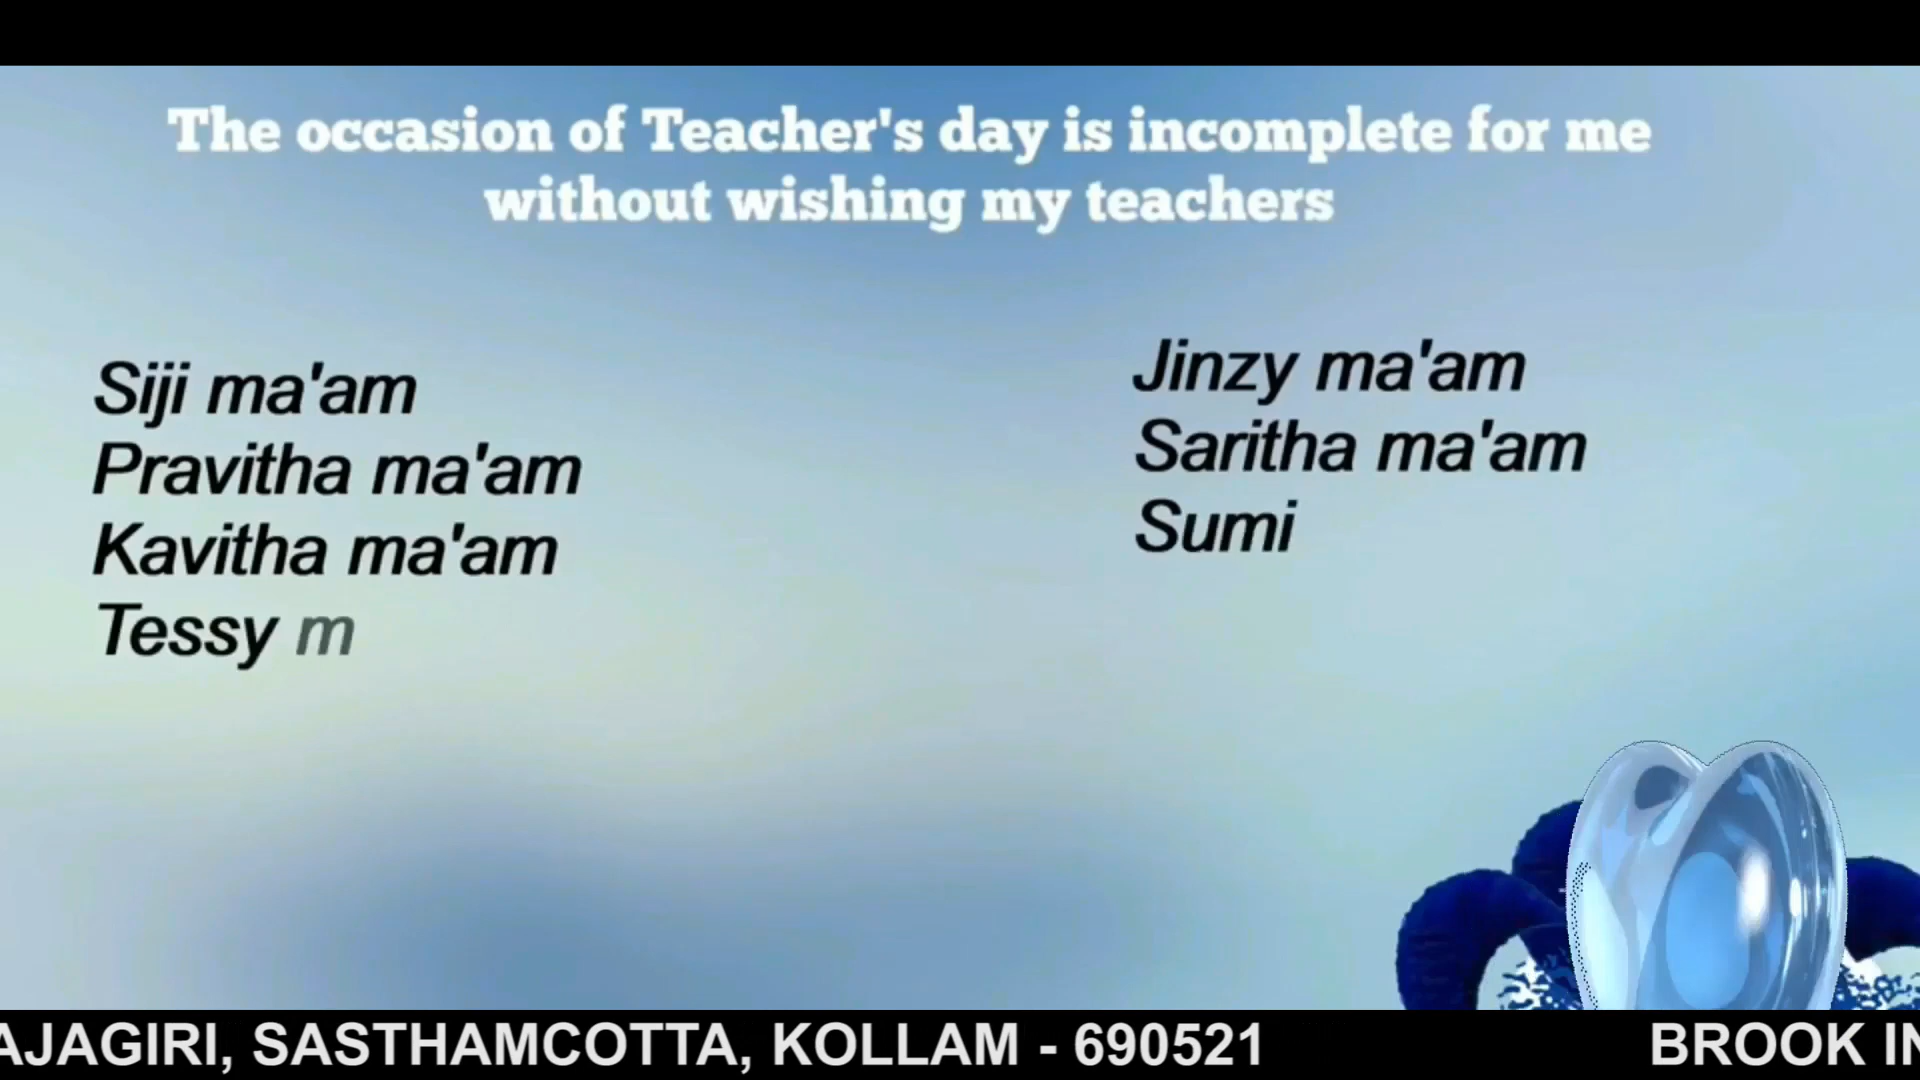 The occasion of Teacher's day is incomplete for me
without wishing my teachers
Siji ma'am
Pravitha ma'am
Kavitha ma'am
Tessy m
Jinzy ma'am
Saritha ma'am
Sumi
AJAGIRI, SASTHAMCOTTA, KOLLAM - 690521 BROOK IN